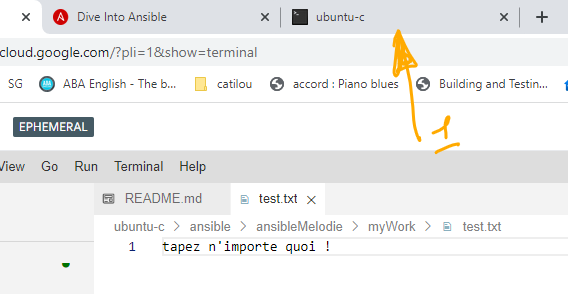 Dive Into Ansible
ubuntu-c
cloud.google.com/?pli=1&show=terminal
SG ABA English - The b... catilou accord : Piano blues Building and Testin...
1
EPHEMERAL
View Go Run Terminal Help
README.md test.txt
ubuntu-c > ansible > ansibleMelodie > myWork > test.txt
1 tapez n'importe quoi !